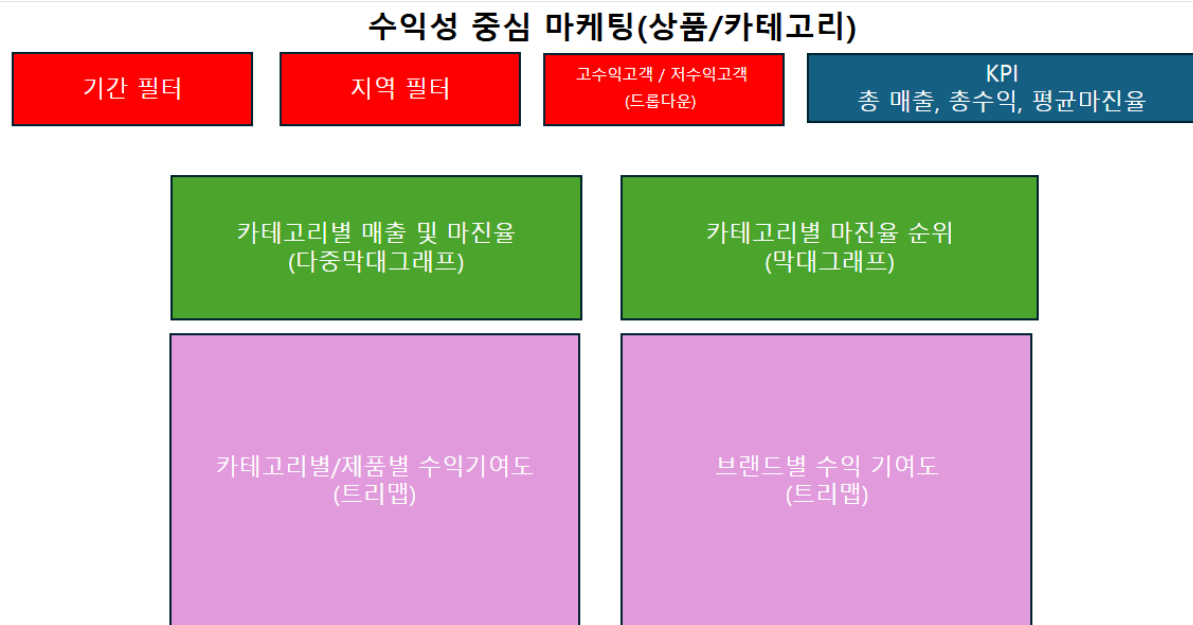 수익성 중심 마케팅(상품/카테고리)
기간 필터
지역 필터
고수익고객 / 저수익고객
(드롭다운)
KPI
총 매출, 총수익, 평균마진율
카테고리별 매출 및 마진율
(다중막대그래프)
카테고리별 마진율 순위
(막대그래프)
카테고리별/제품별 수익기여도
(트리맵)
브랜드별 수익 기여도
(트리맵)